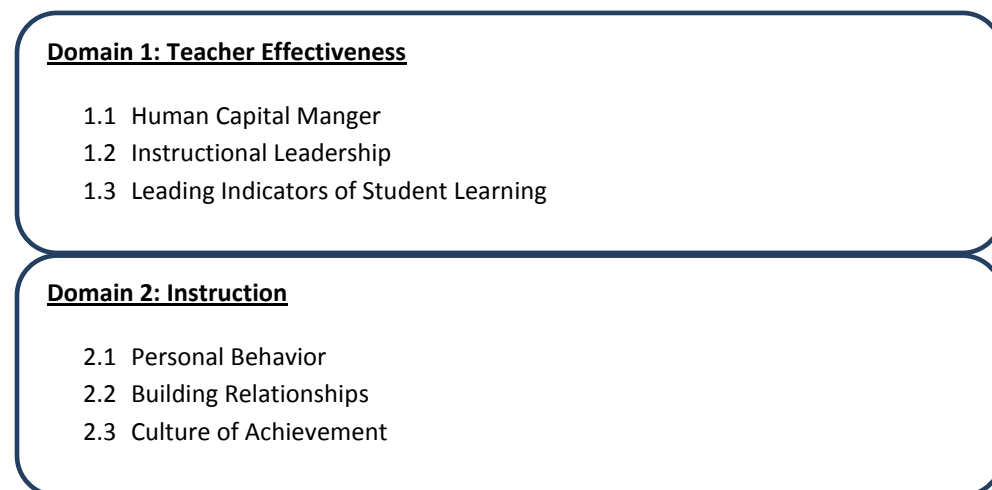 Domain 1: Teacher Effectiveness
1.1 Human Capital Manger
1.2 Instructional Leadership
1.3 Leading Indicators of Student Learning
Domain 2: Instruction
2.1 Personal Behavior
2.2 Building Relationships
2.3 Culture of Achievement